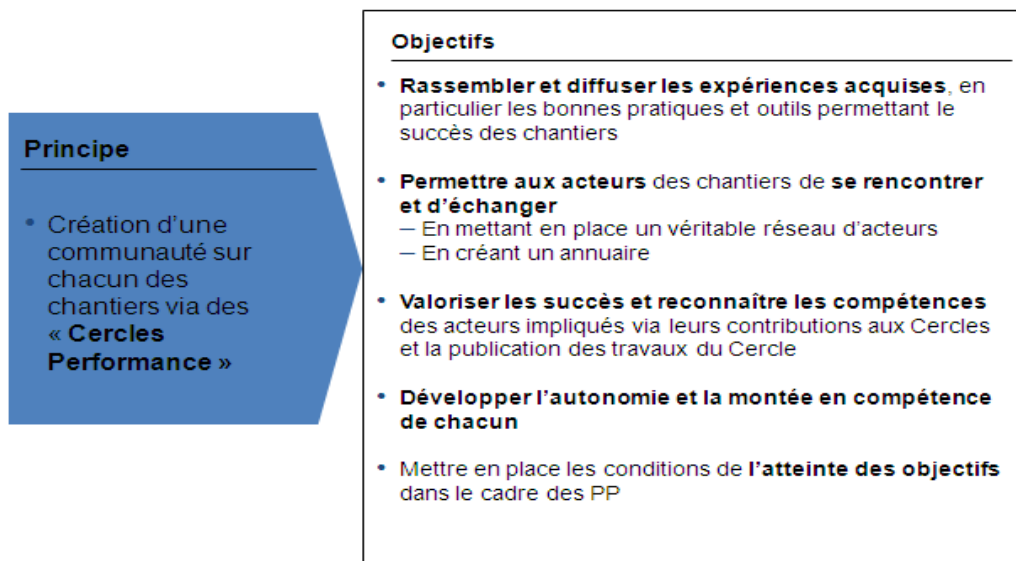 Principe
• Création d'une
communauté sur
chacun des
chantiers via des
« Cercles
Performance »
Objectifs
• Rassembler et diffuser les expériences acquises, en
particulier les bonnes pratiques et outils permettant le
succès des chantiers
• Permettre aux acteurs des chantiers de se rencontrer
et d'échanger
– En mettant en place un véritable réseau d'acteurs
– En créant un annuaire
• Valoriser les succès et reconnaître les compétences
des acteurs impliqués via leurs contributions aux Cercles
et la publication des travaux du Cercle
• Développer l'autonomie et la montée en compétence
de chacun
• Mettre en place les conditions de l'atteinte des objectifs
dans le cadre des PP